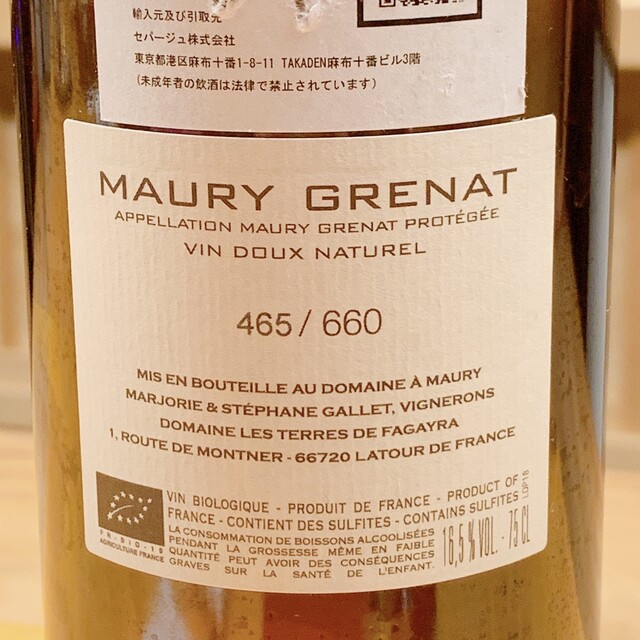 輸入元及び引取先
セパージュ株式会社
東京都港区麻布十番1-8-11 TAKADEN麻布十番ビル3階
(未成年者の飲酒は法律で禁止されています)
MAURY GRENAT
APPELLATION MAURY GRENAT PROTÉGÉE
VIN DOUX NATUREL
465 / 660
MIS EN BOUTEILLE AU DOMAINE À MAURY
MARJORIE & STÉPHANE GALLET, VIGNERONS
DOMAINE LES TERRES DE FAGAYRA
1, ROUTE DE MONTNER - 66720 LATOUR DE FRANCE
VIN BIOLOGIQUE - PRODUIT DE FRANCE - PRODUCT OF
FRANCE - CONTIENT DES SULFITES - CONTAINS SULFITES
LA CONSOMMATION DE BOISSONS ALCOOLISÉES
PENDANT LA GROSSESSE MÊME EN FAIBLE
QUANTITÉ PEUT AVOIR DES CONSÉQUENCES
GRAVES SUR LA SANTÉ DE L'ENFANT.
16,5 % VOL. - 75 CL
LGP16
FR-BIO-10
AGRICULTURE FRANCE